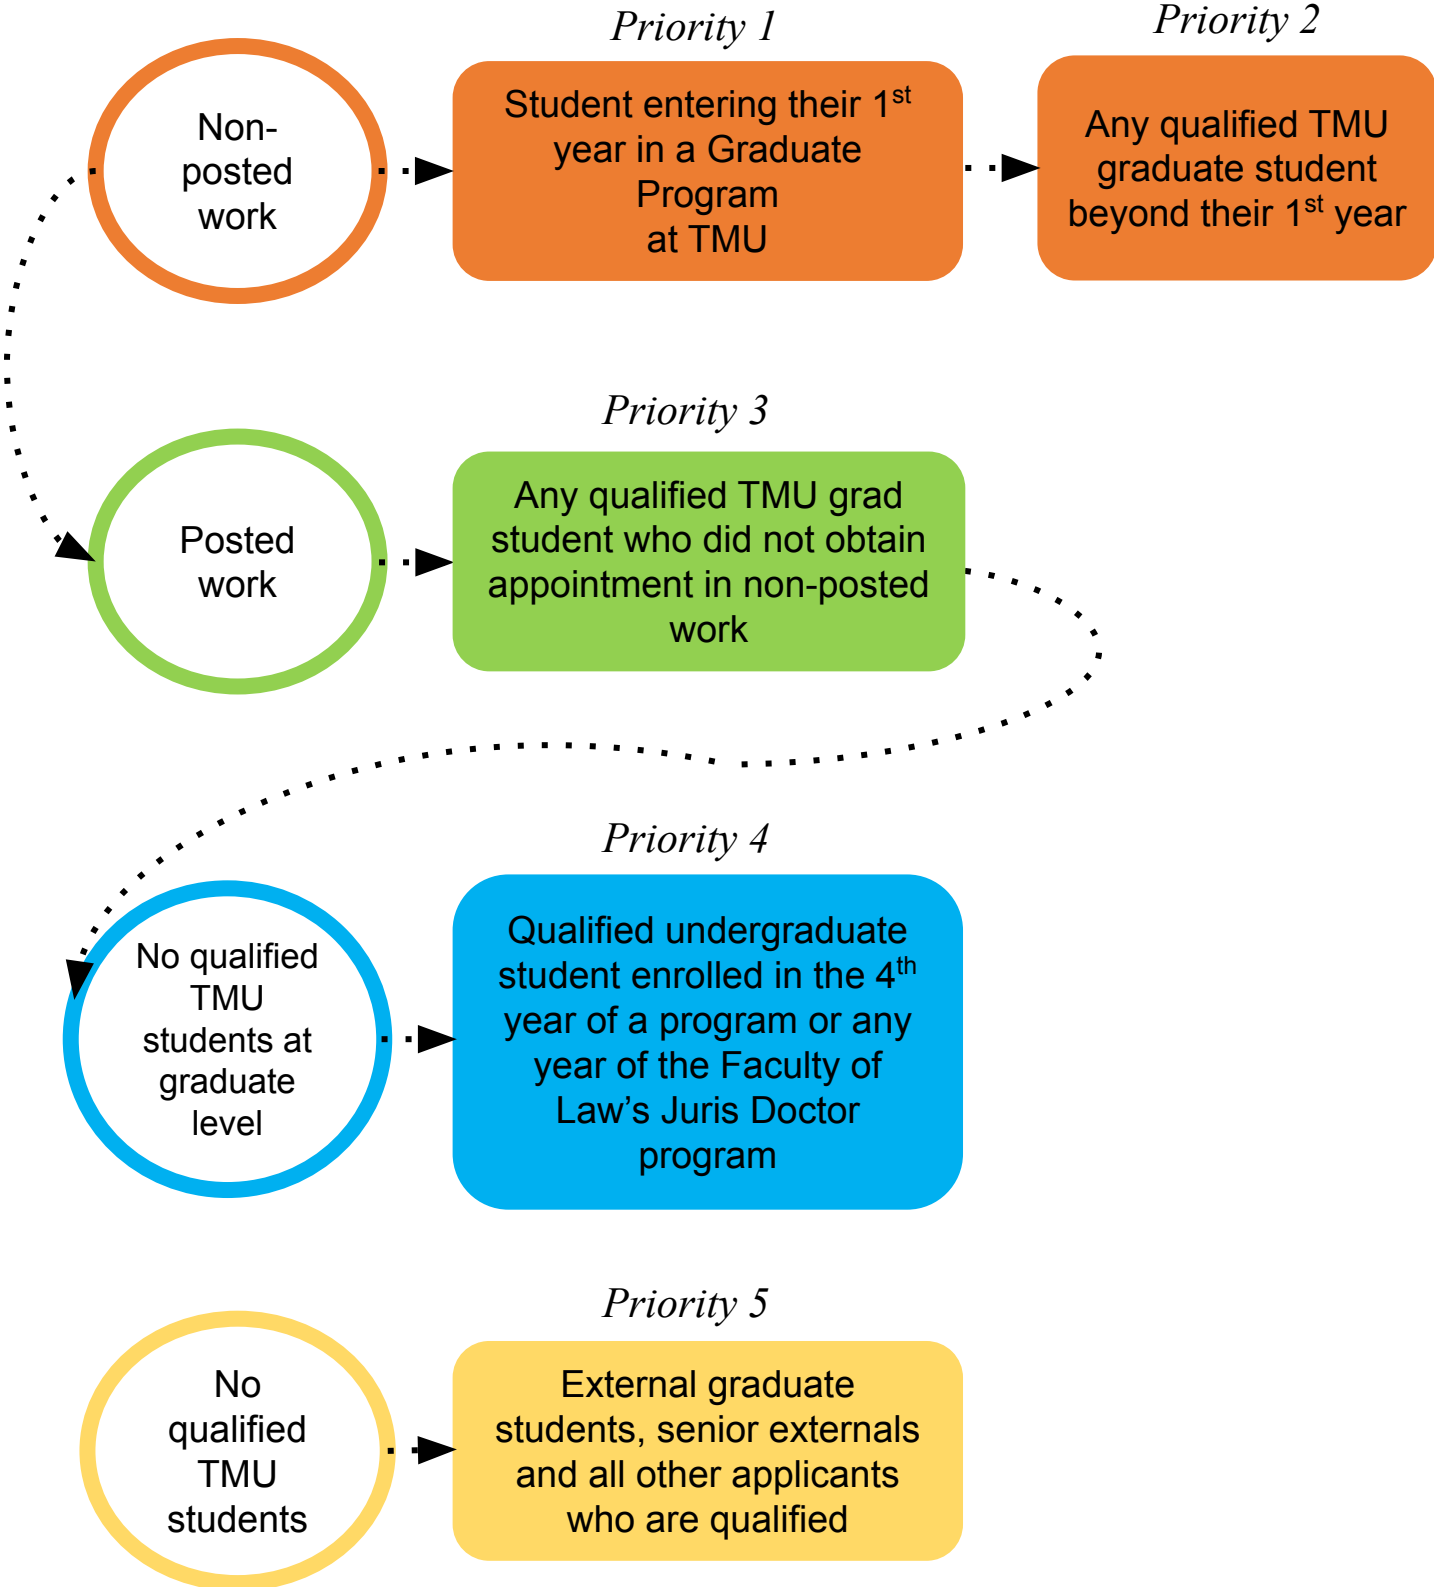 Priority 1
Priority 2
Non-
posted
work
Student entering their 1st
year in a Graduate
Program
at TMU
Any qualified TMU
graduate student
beyond their 1st year
Priority 3
Posted
work
Any qualified TMU grad
student who did not obtain
appointment in non-posted
work
Priority 4
No qualified
TMU
students at
graduate
level
Qualified undergraduate
student enrolled in the 4th
year of a program or any
year of the Faculty of
Law’s Juris Doctor
program
Priority 5
No
qualified
TMU
students
External graduate
students, senior externals
and all other applicants
who are qualified